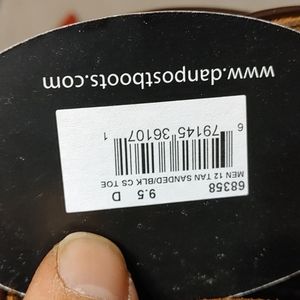 68358 9.5 D
MEN 12 TAN SANDED/BLK CS TOE
6 79145 36107 1
www.danpostboots.com